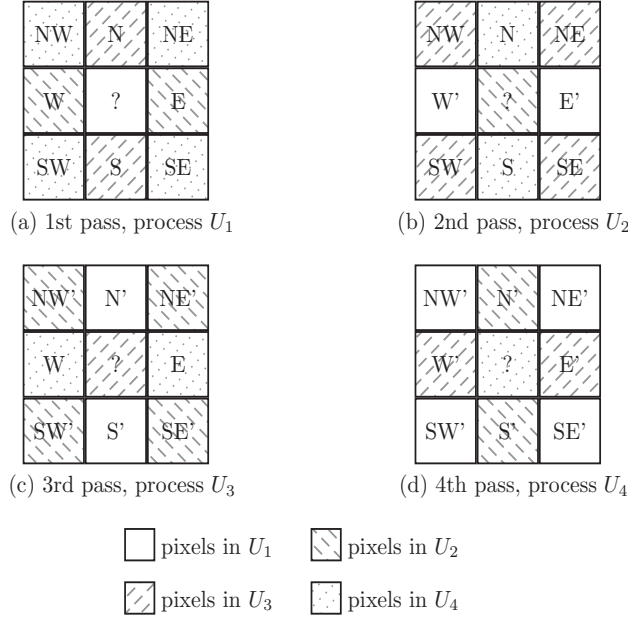 NW N NE NW N NE
W ? E W' ? E'
SW S SE SW S SE
(a) 1st pass, process U₁ (b) 2nd pass, process U₂
NW' N' NE' NW' N' NE'
W ? E W' ? E'
SW' S' SE' SW' S' SE'
(c) 3rd pass, process U₃ (d) 4th pass, process U₄
pixels in U₁ pixels in U₂
pixels in U₃ pixels in U₄